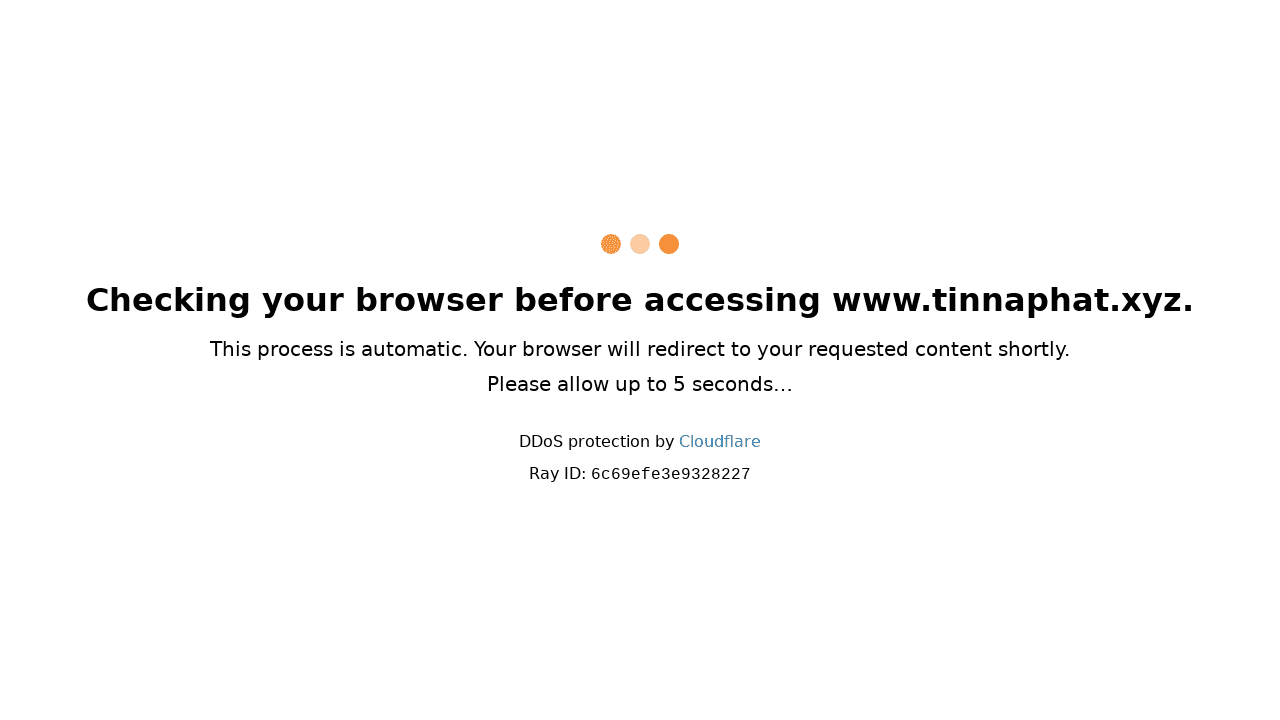 Checking your browser before accessing www.tinnaphat.xyz.
This process is automatic. Your browser will redirect to your requested content shortly.
Please allow up to 5 seconds…
DDoS protection by Cloudflare
Ray ID: 6c69efe3e9328227